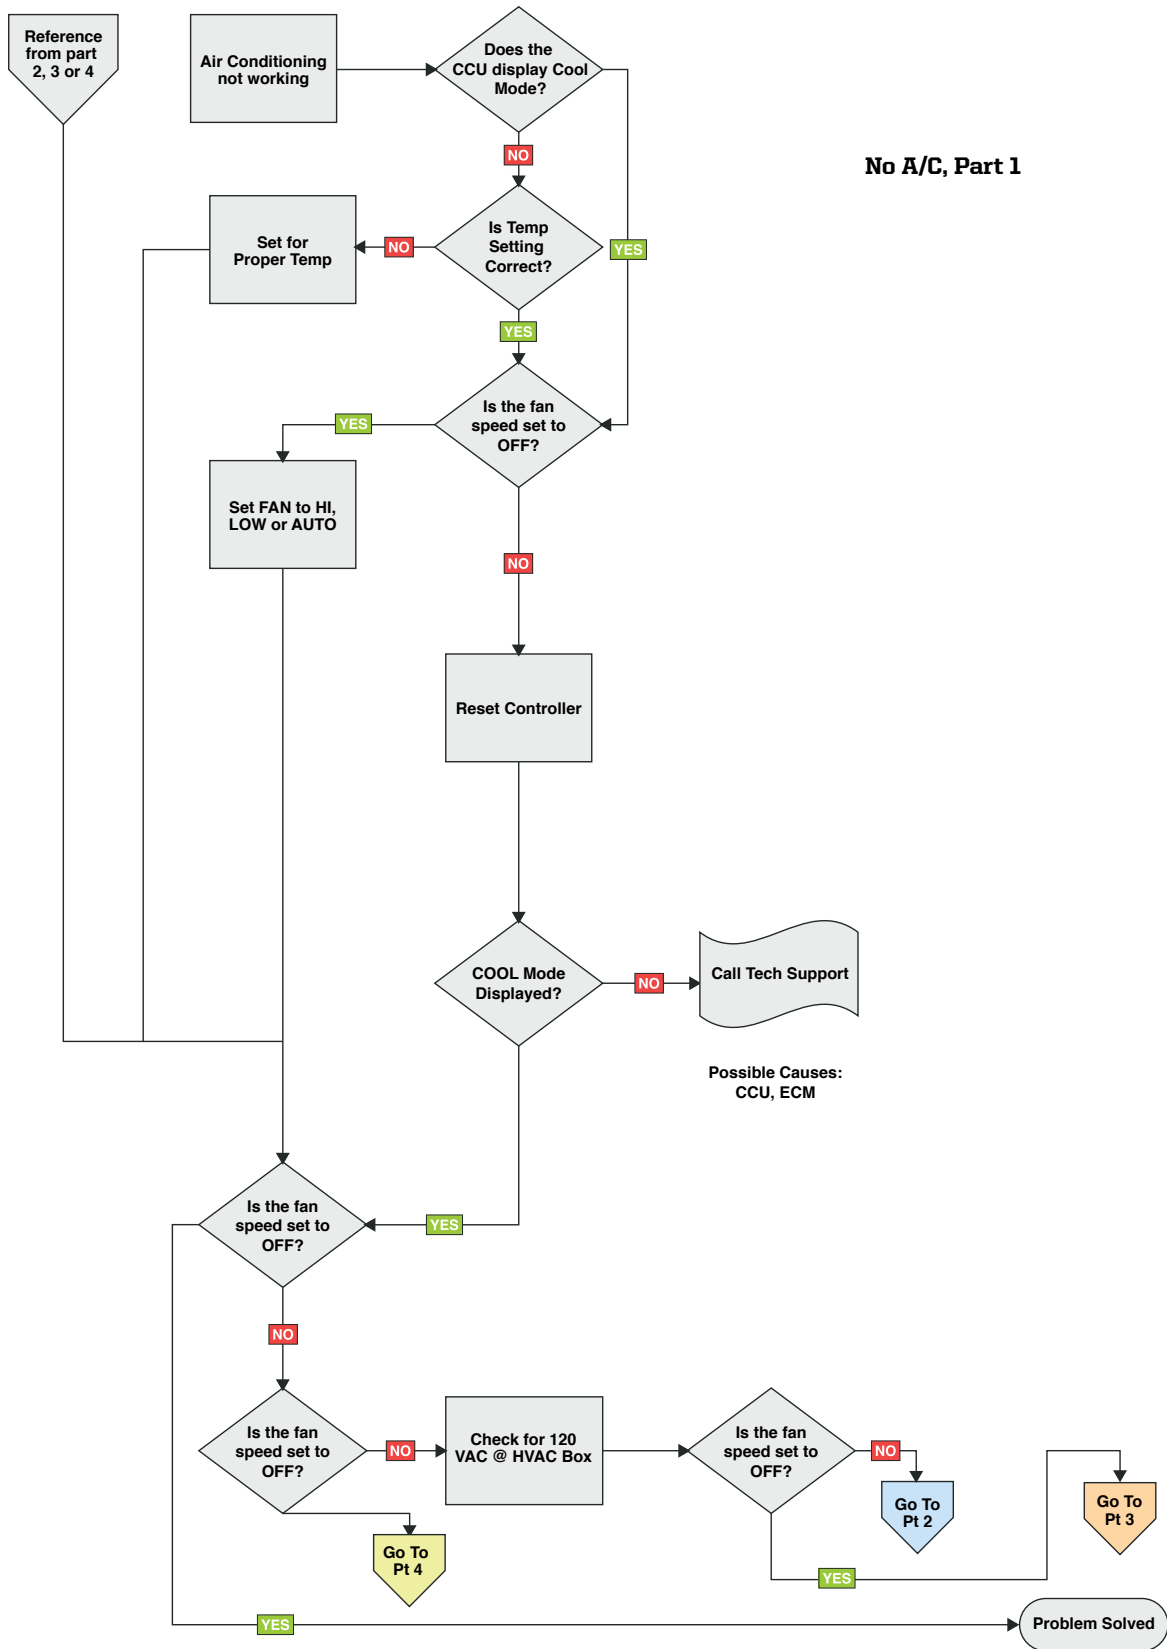 Reference
from part
2, 3 or 4
Air Conditioning
not working
Does the
CCU display Cool
Mode?
NO
No A/C, Part 1
Set for
Proper Temp
NO
Is Temp
Setting
Correct?
YES
YES
YES
Is the fan
speed set to
OFF?
Set FAN to HI,
LOW or AUTO
NO
Reset Controller
COOL Mode
Displayed?
NO
Call Tech Support
Possible Causes:
CCU, ECM
Is the fan
speed set to
OFF?
YES
NO
Is the fan
speed set to
OFF?
NO
Check for 120
VAC @ HVAC Box
Is the fan
speed set to
OFF?
NO
Go To
Pt 2
Go To
Pt 3
Go To
Pt 4
YES
YES
Problem Solved